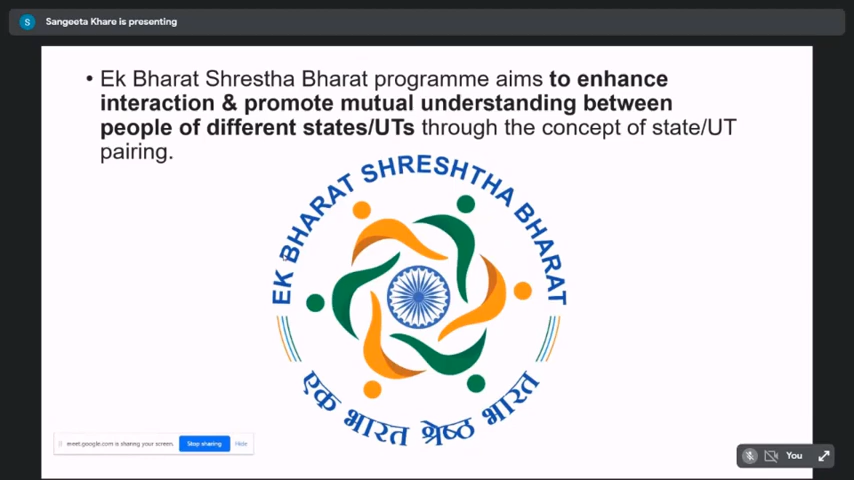 Sangeeta Khare is presenting
S
• Ek Bharat Shrestha Bharat programme aims to enhance
interaction & promote mutual understanding between
people of different states/UTs through the concept of state/UT
pairing.
EK BHARAT SHRESHTHA BHARAT
एक भारत श्रेष्ठ भारत
meet.google.com is sharing your screen.
Stop sharing
Hide
You